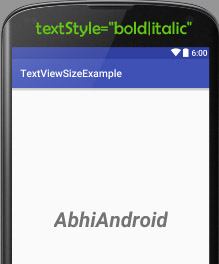 textStyle="bold|italic"
6:00
TextViewSizeExample
AbhiAndroid